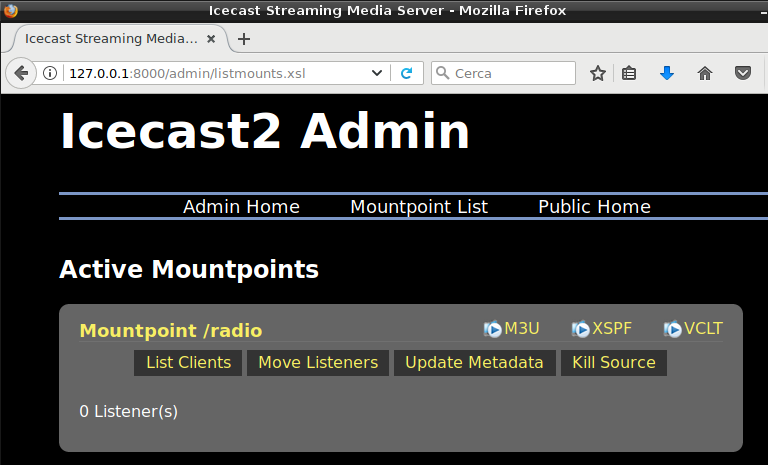 Icecast Streaming Media Server - Mozilla Firefox
Icecast Streaming Media...
127.0.0.1:8000/admin/listmounts.xsl Cerca
Icecast2 Admin
Admin Home Mountpoint List Public Home
Active Mountpoints
Mountpoint /radio M3U XSPF VCLT
List Clients Move Listeners Update Metadata Kill Source
0 Listener(s)